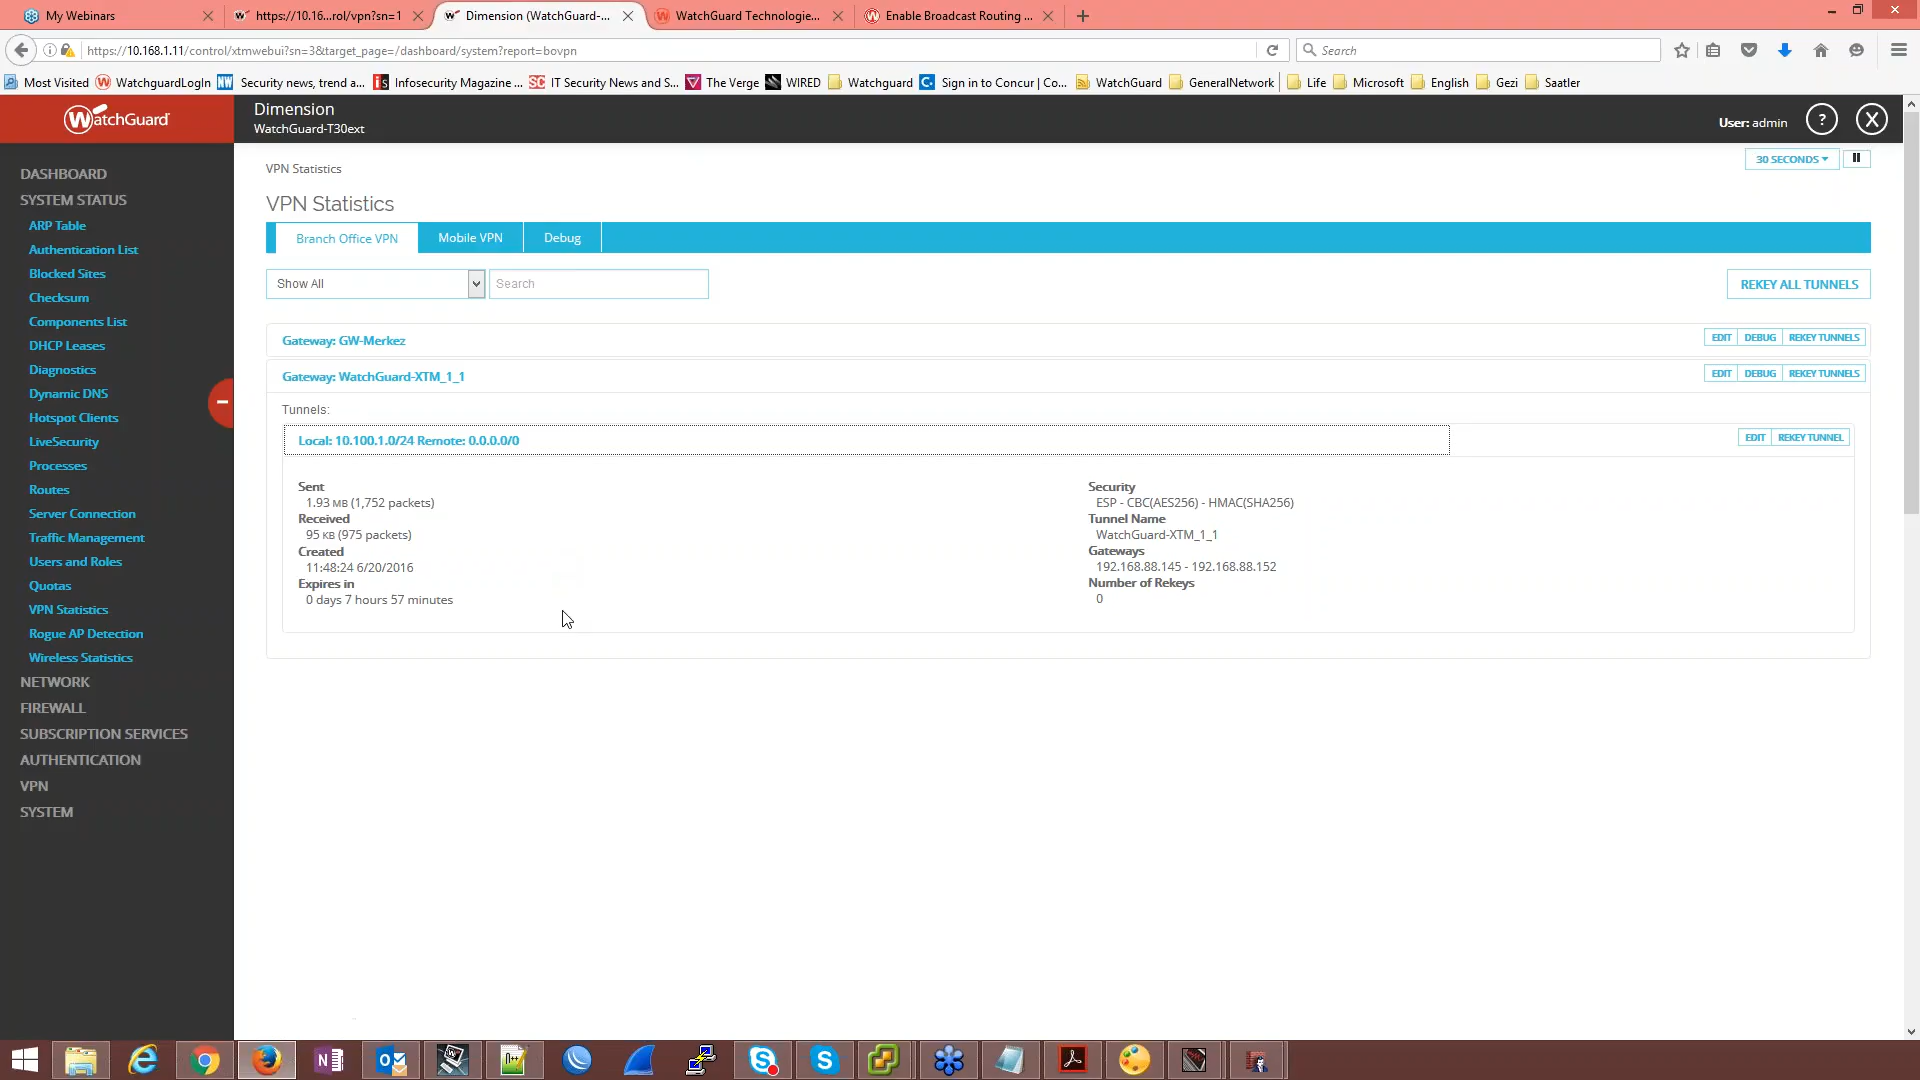 My Webinars
https://10.16...rol/vpn?sn=1
Dimension (WatchGuard-...
WatchGuard Technologie...
Enable Broadcast Routing ...
https://10.168.1.11/control/xtmwebui?sn=3&target_page=/dashboard/system?report=bovpn
Search
Most Visited
WatchguardLogIn
Security news, trend a...
Infosecurity Magazine ...
IT Security News and S...
The Verge
WIRED
Watchguard
Sign in to Concur | Co...
WatchGuard
GeneralNetwork
Life
Microsoft
English
Gezi
Saatler
WatchGuard
Dimension
WatchGuard-T30ext
User: admin
DASHBOARD
SYSTEM STATUS
ARP Table
Authentication List
Blocked Sites
Checksum
Components List
DHCP Leases
Diagnostics
Dynamic DNS
Hotspot Clients
LiveSecurity
Processes
Routes
Server Connection
Traffic Management
Users and Roles
Quotas
VPN Statistics
Rogue AP Detection
Wireless Statistics
NETWORK
FIREWALL
SUBSCRIPTION SERVICES
AUTHENTICATION
VPN
SYSTEM
VPN Statistics
30 SECONDS
VPN Statistics
Branch Office VPN
Mobile VPN
Debug
Show All
Search
REKEY ALL TUNNELS
Gateway: GW-Merkez
EDIT DEBUG REKEY TUNNELS
Gateway: WatchGuard-XTM_1_1
EDIT DEBUG REKEY TUNNELS
Tunnels:
Local: 10.100.1.0/24 Remote: 0.0.0.0/0
EDIT REKEY TUNNEL
Sent
1.93 MB (1,752 packets)
Received
95 KB (975 packets)
Created
11:48:24 6/20/2016
Expires in
0 days 7 hours 57 minutes
Security
ESP - CBC(AES256) - HMAC(SHA256)
Tunnel Name
WatchGuard-XTM_1_1
Gateways
192.168.88.145 - 192.168.88.152
Number of Rekeys
0